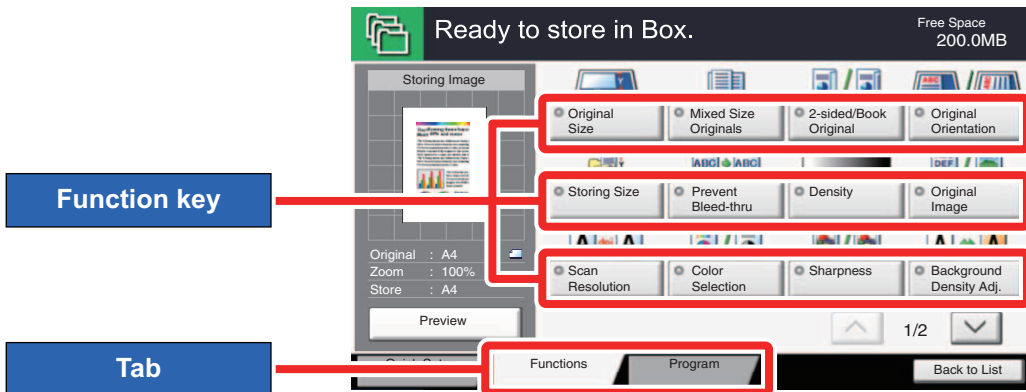 Ready to store in Box.
Free Space
200.0MB
Storing Image
Original
Size
Mixed Size
Originals
2-sided/Book
Original
Original
Orientation
Function key
Storing Size
Prevent
Bleed-thru
Density
Original
Image
Original : A4
Zoom : 100%
Store : A4
Scan
Resolution
Color
Selection
Sharpness
Background
Density Adj.
Preview
1/2
Tab
Functions
Program
Back to List